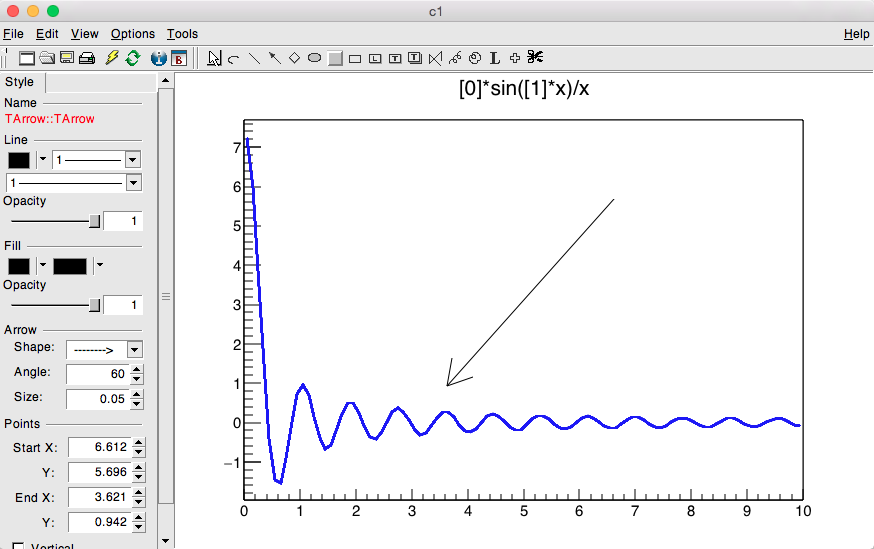 c1
File Edit View Options Tools Help
Style
Name
TArrow::TArrow
Line
1
1
Opacity
1
Fill
Opacity
1
Arrow
Shape: -------->
Angle: 60
Size: 0.05
Points
Start X: 6.612
Y: 5.696
End X: 3.621
Y: 0.942
Vertical
[0]*sin([1]*x)/x
7
6
5
4
3
2
1
0
−1
0 1 2 3 4 5 6 7 8 9 10